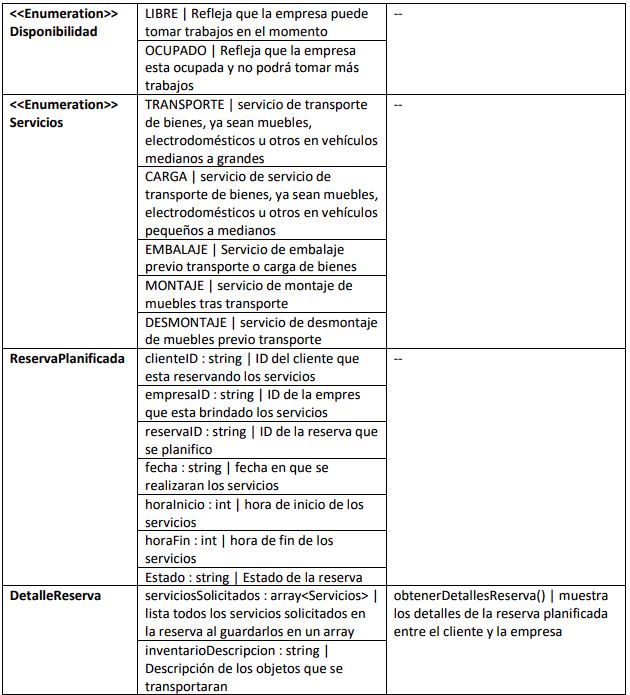 <<Enumeration>>
Disponibilidad
LIBRE | Refleja que la empresa puede
tomar trabajos en el momento
--
OCUPADO | Refleja que la empresa
esta ocupada y no podrá tomar más
trabajos
<<Enumeration>>
Servicios
TRANSPORTE | servicio de transporte
de bienes, ya sean muebles,
electrodomésticos u otros en vehículos
medianos a grandes
--
CARGA | servicio de servicio de
transporte de bienes, ya sean muebles,
electrodomésticos u otros en vehículos
pequeños a medianos
EMBALAJE | Servicio de embalaje
previo transporte o carga de bienes
MONTAJE | servicio de montaje de
muebles tras transporte
DESMONTAJE | servicio de desmontaje
de muebles previo transporte
ReservaPlanificada
clienteID : string | ID del cliente que
esta reservando los servicios
--
empresaID : string | ID de la empres
que esta brindado los servicios
reservaID : string | ID de la reserva que
se planifico
fecha : string | fecha en que se
realizaran los servicios
horaInicio : int | hora de inicio de los
servicios
horaFin : int | hora de fin de los
servicios
Estado : string | Estado de la reserva
DetalleReserva
serviciosSolicitados : array<Servicios> |
lista todos los servicios solicitados en
la reserva al guardarlos en un array
obtenerDetallesReserva() | muestra
los detalles de la reserva planificada
entre el cliente y la empresa
inventarioDescripcion : string |
Descripción de los objetos que se
transportaran